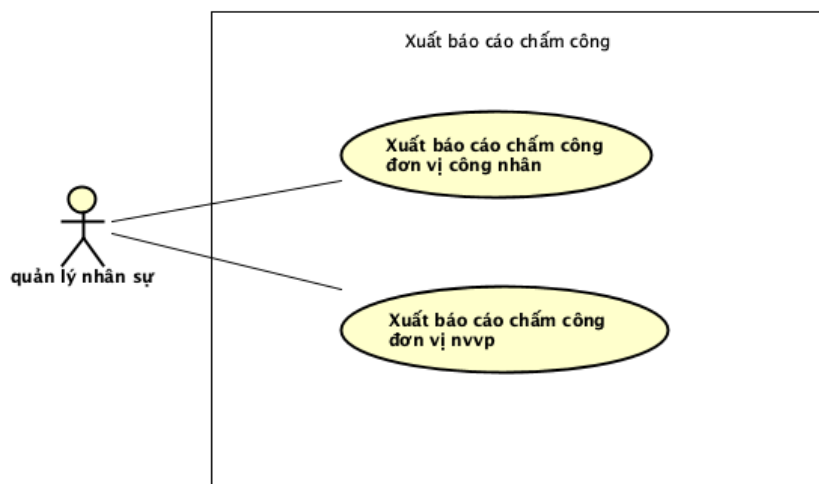 Xuất báo cáo chấm công
Xuất báo cáo chấm công
đơn vị công nhân
quản lý nhân sự
Xuất báo cáo chấm công
đơn vị nvvp